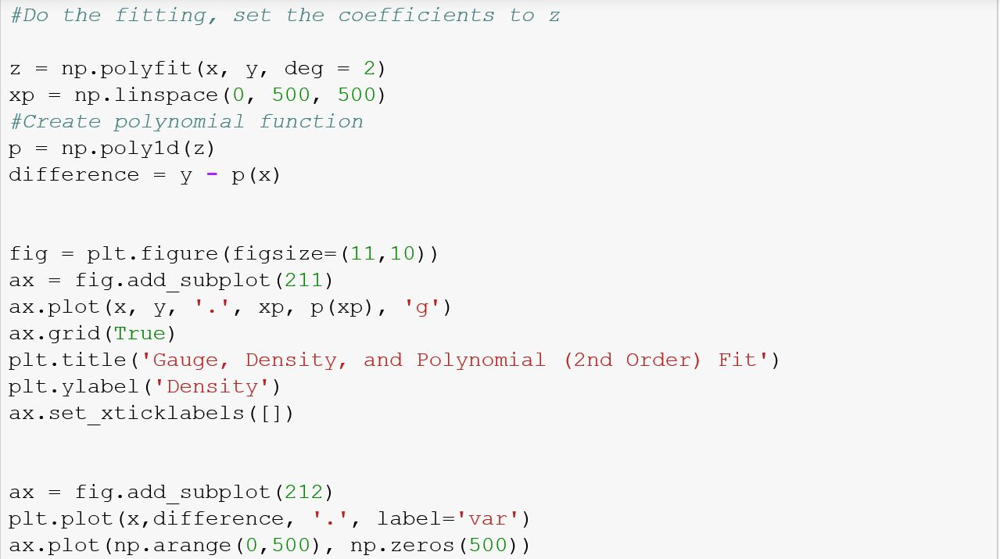 #Do the fitting, set the coefficients to z
z = np.polyfit(x, y, deg = 2)
xp = np.linspace(0, 500, 500)
#Create polynomial function
p = np.poly1d(z)
difference = y - p(x)
fig = plt.figure(figsize=(11,10))
ax = fig.add_subplot(211)
ax.plot(x, y, '.', xp, p(xp), 'g')
ax.grid(True)
plt.title('Gauge, Density, and Polynomial (2nd Order) Fit')
plt.ylabel('Density')
ax.set_xticklabels([])
ax = fig.add_subplot(212)
plt.plot(x,difference, '.', label='var')
ax.plot(np.arange(0,500), np.zeros(500))